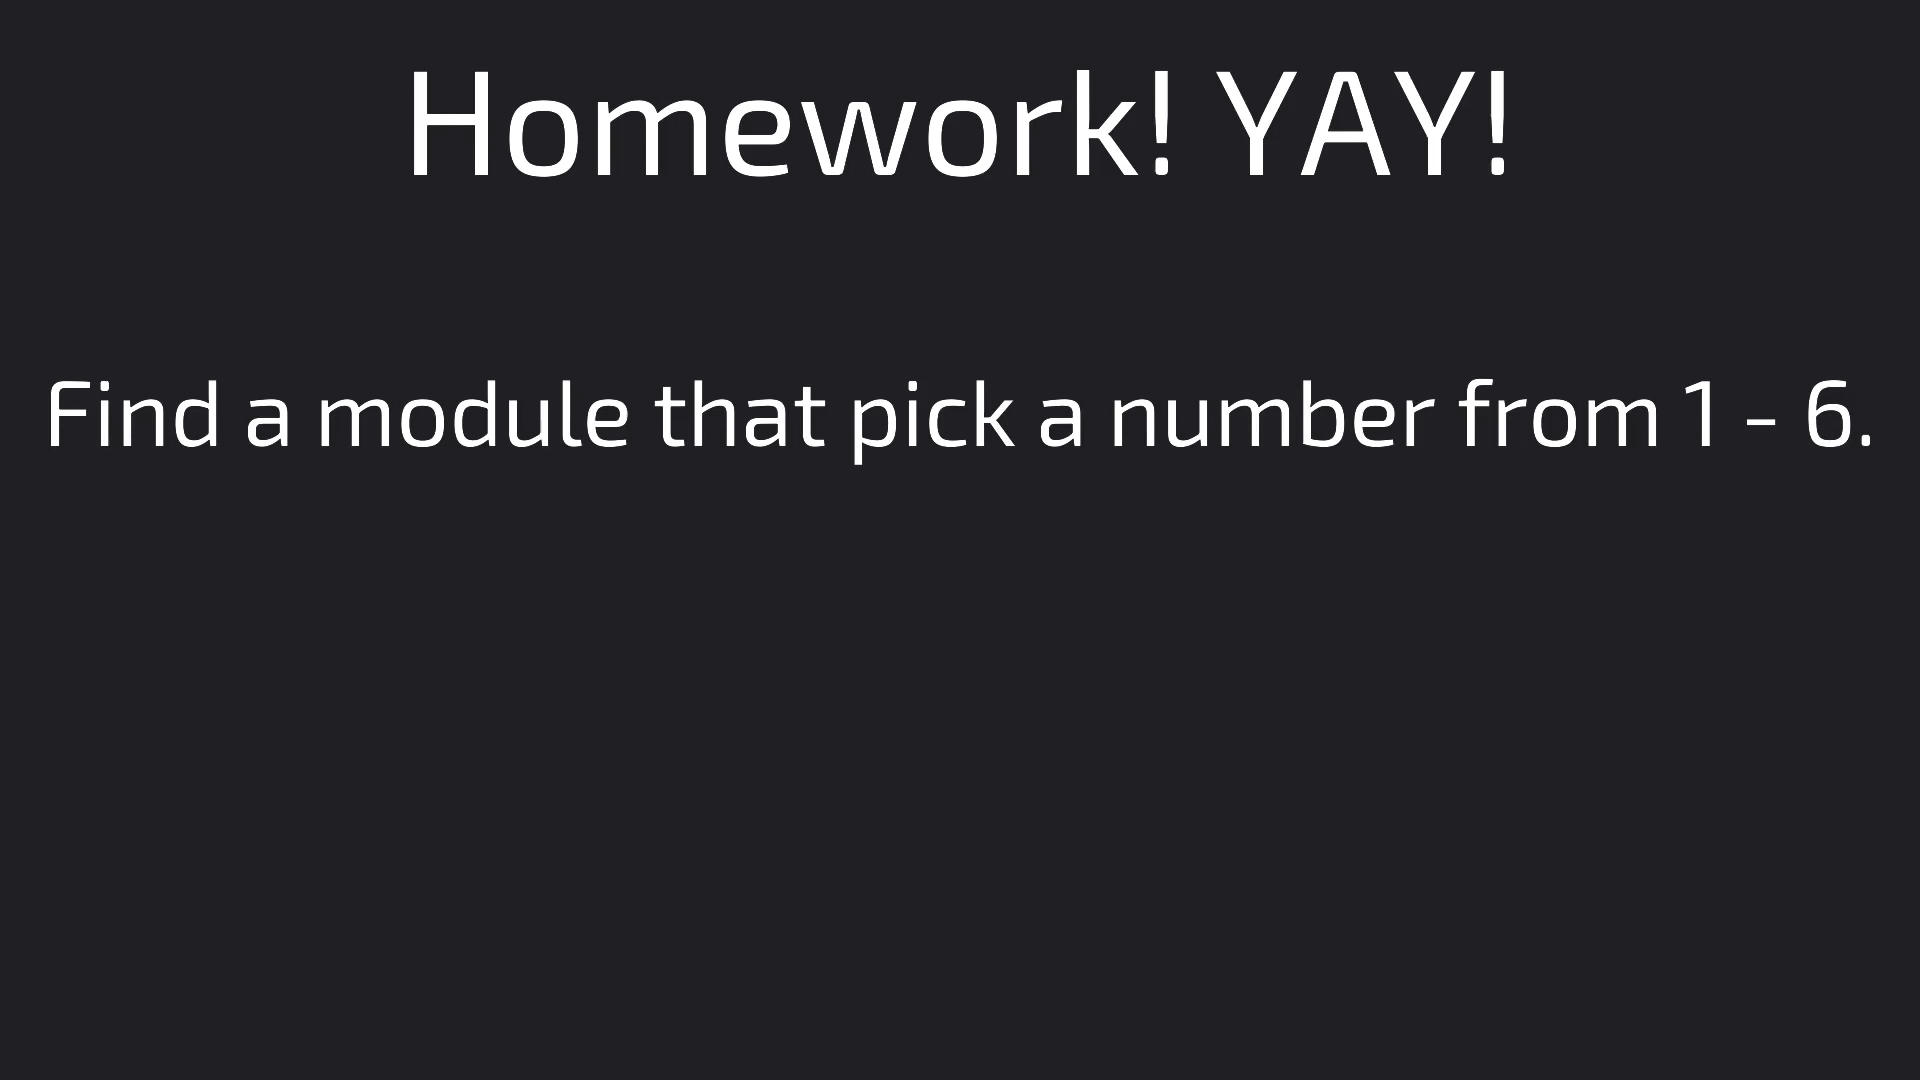 Homework! YAY!
Find a module that pick a number from 1 - 6.